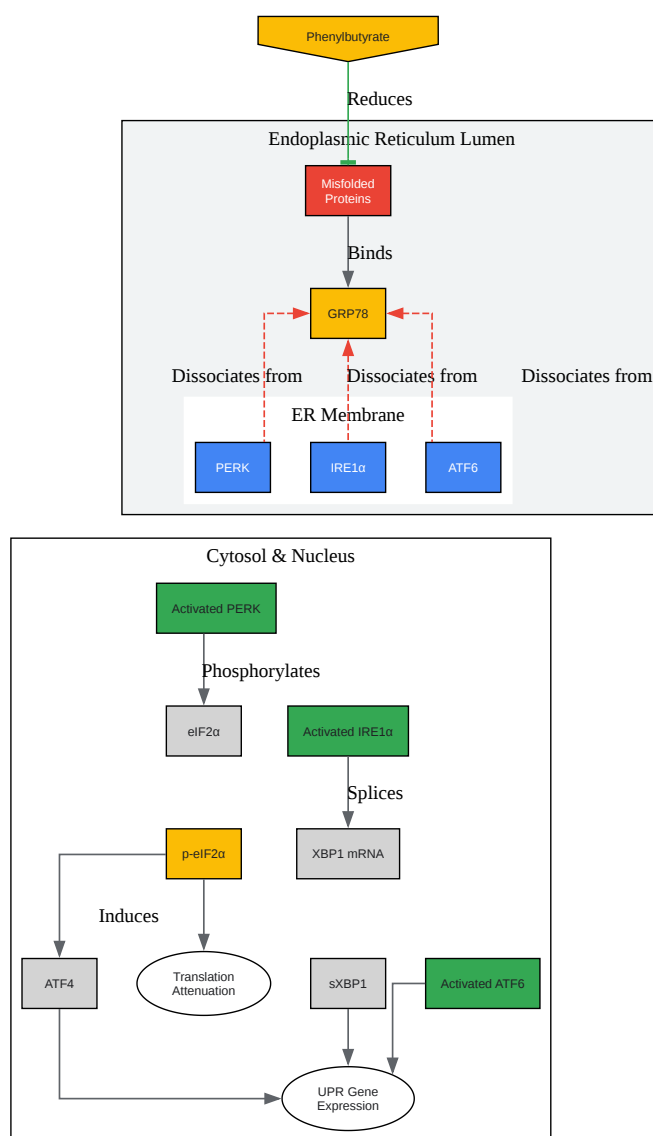 Phenylbutyrate
Reduces
Endoplasmic Reticulum Lumen
Misfolded
Proteins
Binds
GRP78
Dissociates from
Dissociates from
Dissociates from
ER Membrane
PERK
IRE1α
ATF6
Cytosol & Nucleus
Activated PERK
Phosphorylates
eIF2α
Activated IRE1α
Splices
p-eIF2α
XBP1 mRNA
Induces
ATF4
Translation
Attenuation
sXBP1
Activated ATF6
UPR Gene
Expression